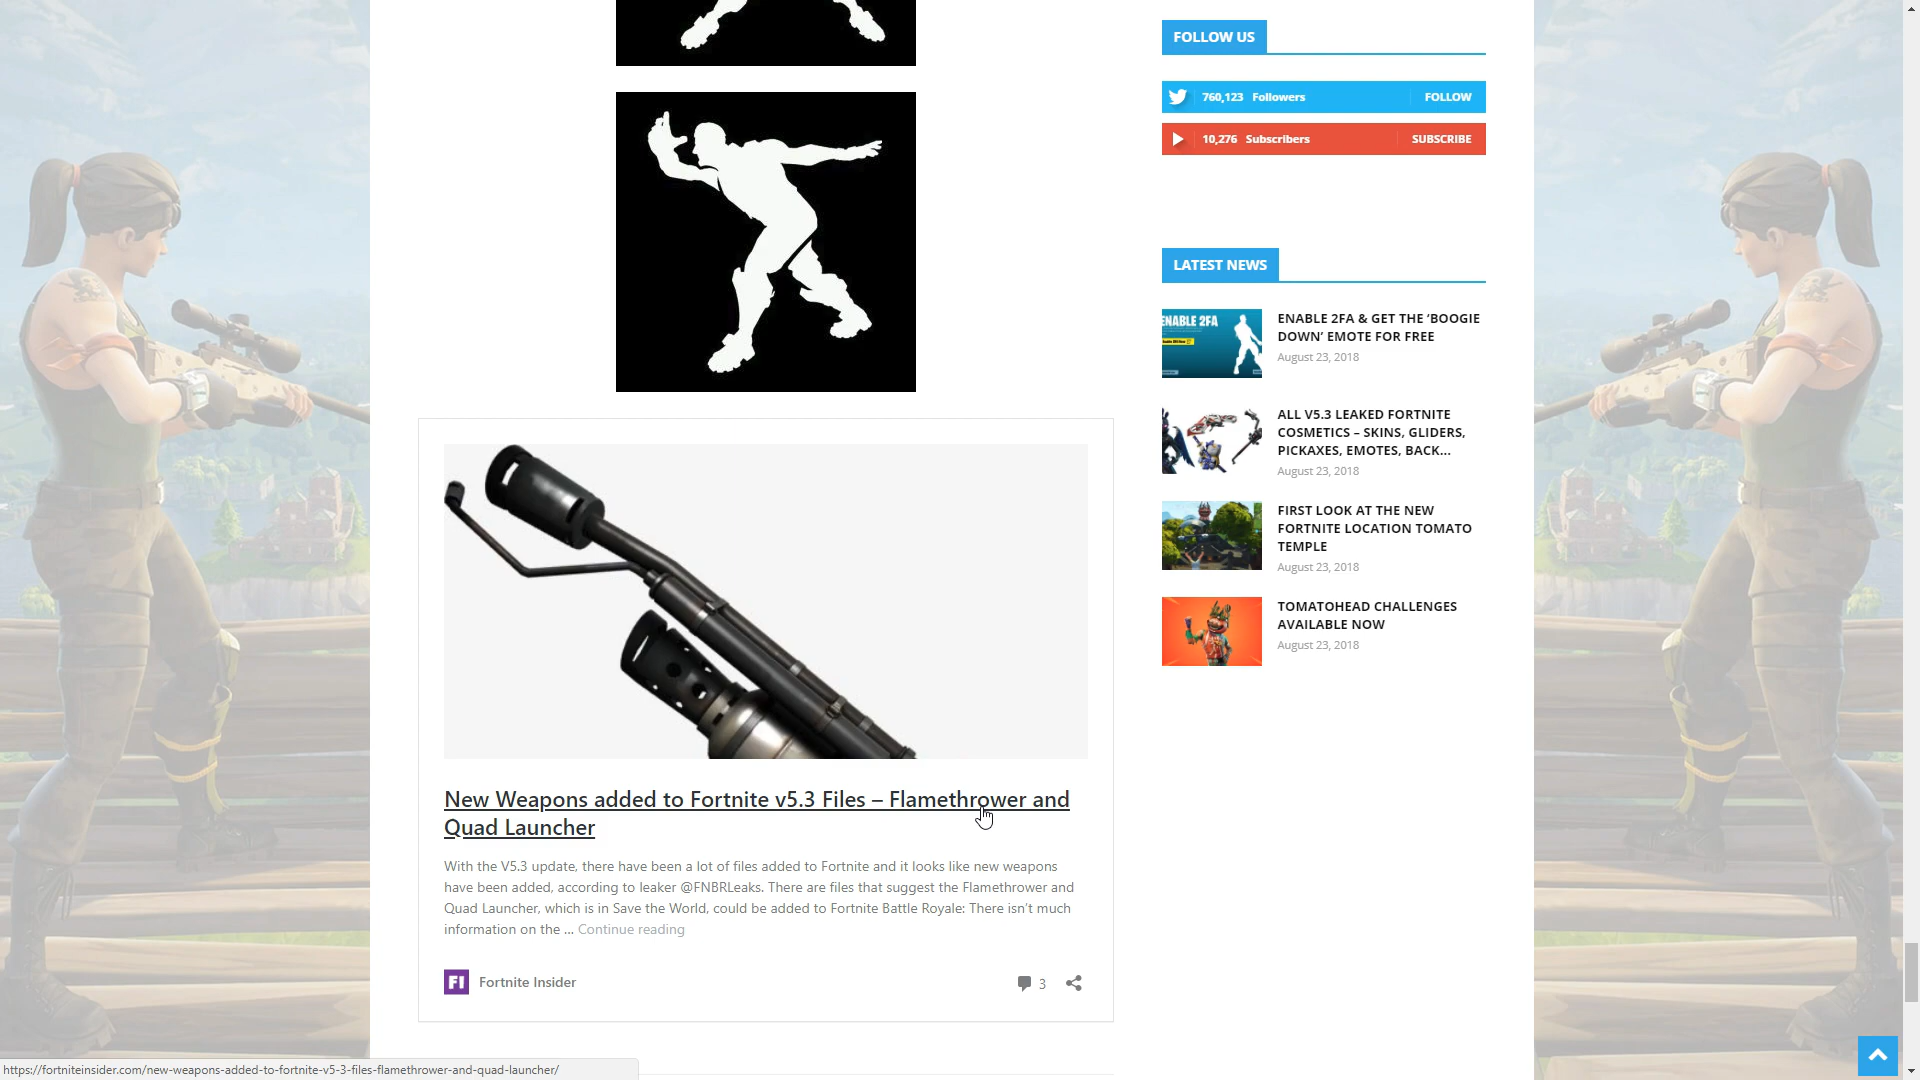 FOLLOW US
760,123 Followers FOLLOW
10,276 Subscribers SUBSCRIBE
LATEST NEWS
ENABLE 2FA
ENABLE 2FA & GET THE ‘BOOGIE
DOWN’ EMOTE FOR FREE
August 23, 2018
ALL V5.3 LEAKED FORTNITE
COSMETICS – SKINS, GLIDERS,
PICKAXES, EMOTES, BACK...
August 23, 2018
FIRST LOOK AT THE NEW
FORTNITE LOCATION TOMATO
TEMPLE
August 23, 2018
TOMATOHEAD CHALLENGES
AVAILABLE NOW
August 23, 2018
New Weapons added to Fortnite v5.3 Files – Flamethrower and
Quad Launcher
With the V5.3 update, there have been a lot of files added to Fortnite and it looks like new weapons
have been added, according to leaker @FNBRLeaks. There are files that suggest the Flamethrower and
Quad Launcher, which is in Save the World, could be added to Fortnite Battle Royale: There isn’t much
information on the ... Continue reading
FI Fortnite Insider 3
https://fortniteinsider.com/new-weapons-added-to-fortnite-v5-3-files-flamethrower-and-quad-launcher/